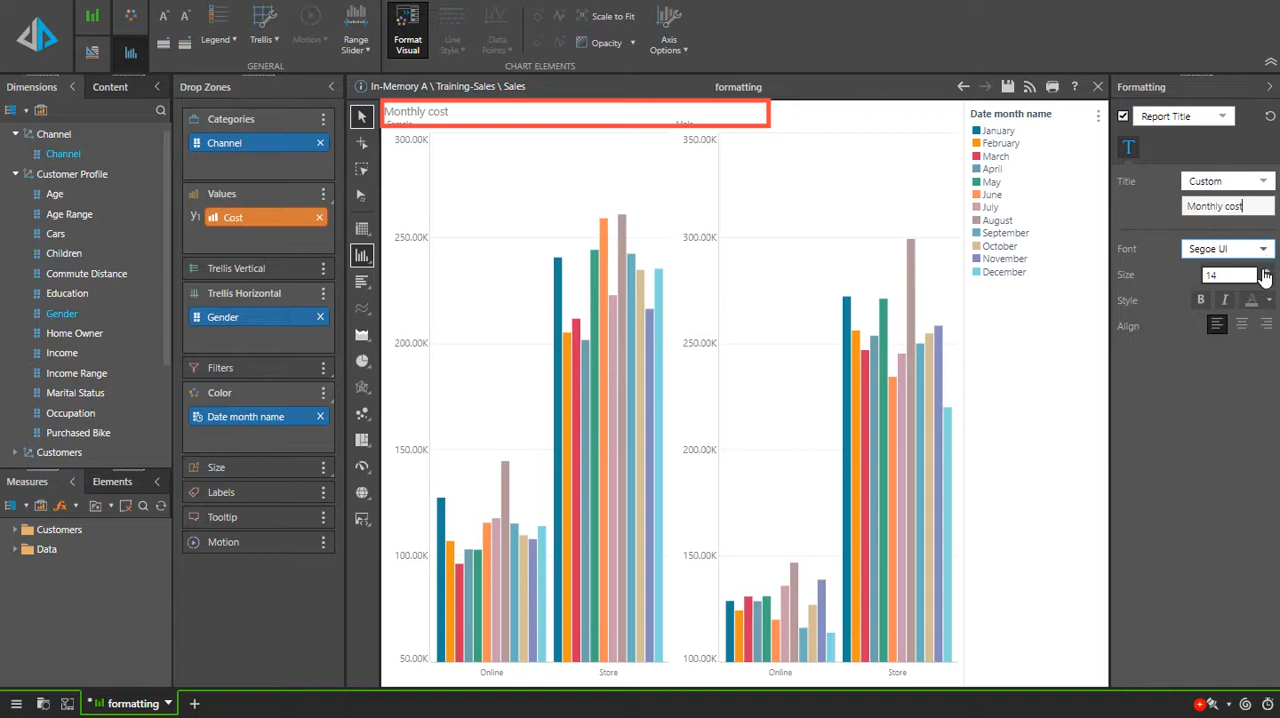 Legend
Trellis
Motion
Range
Slider
GENERAL
Format
Visual
Line
Style
Data
Points
Scale to Fit
Opacity
Axis
Options
CHART ELEMENTS
Dimensions
Content
Drop Zones
In-Memory A \ Training-Sales \ Sales
formatting
Formatting
Channel
Channel
Customer Profile
Age
Age Range
Cars
Children
Commute Distance
Education
Gender
Home Owner
Income
Income Range
Marital Status
Occupation
Purchased Bike
Customers
Measures
Elements
Customers
Data
Categories
Channel
Values
Y1 Cost
Trellis Vertical
Trellis Horizontal
Gender
Filters
Color
Date month name
Size
Labels
Tooltip
Motion
Monthly cost
300.00K
250.00K
200.00K
150.00K
100.00K
50.00K
Online
Store
350.00K
300.00K
250.00K
200.00K
150.00K
100.00K
Online
Store
Date month name
January
February
March
April
May
June
July
August
September
October
November
December
Report Title
Title
Custom
Monthly cost
Font
Segoe UI
Size
14
Style
B I A
Align
* formatting